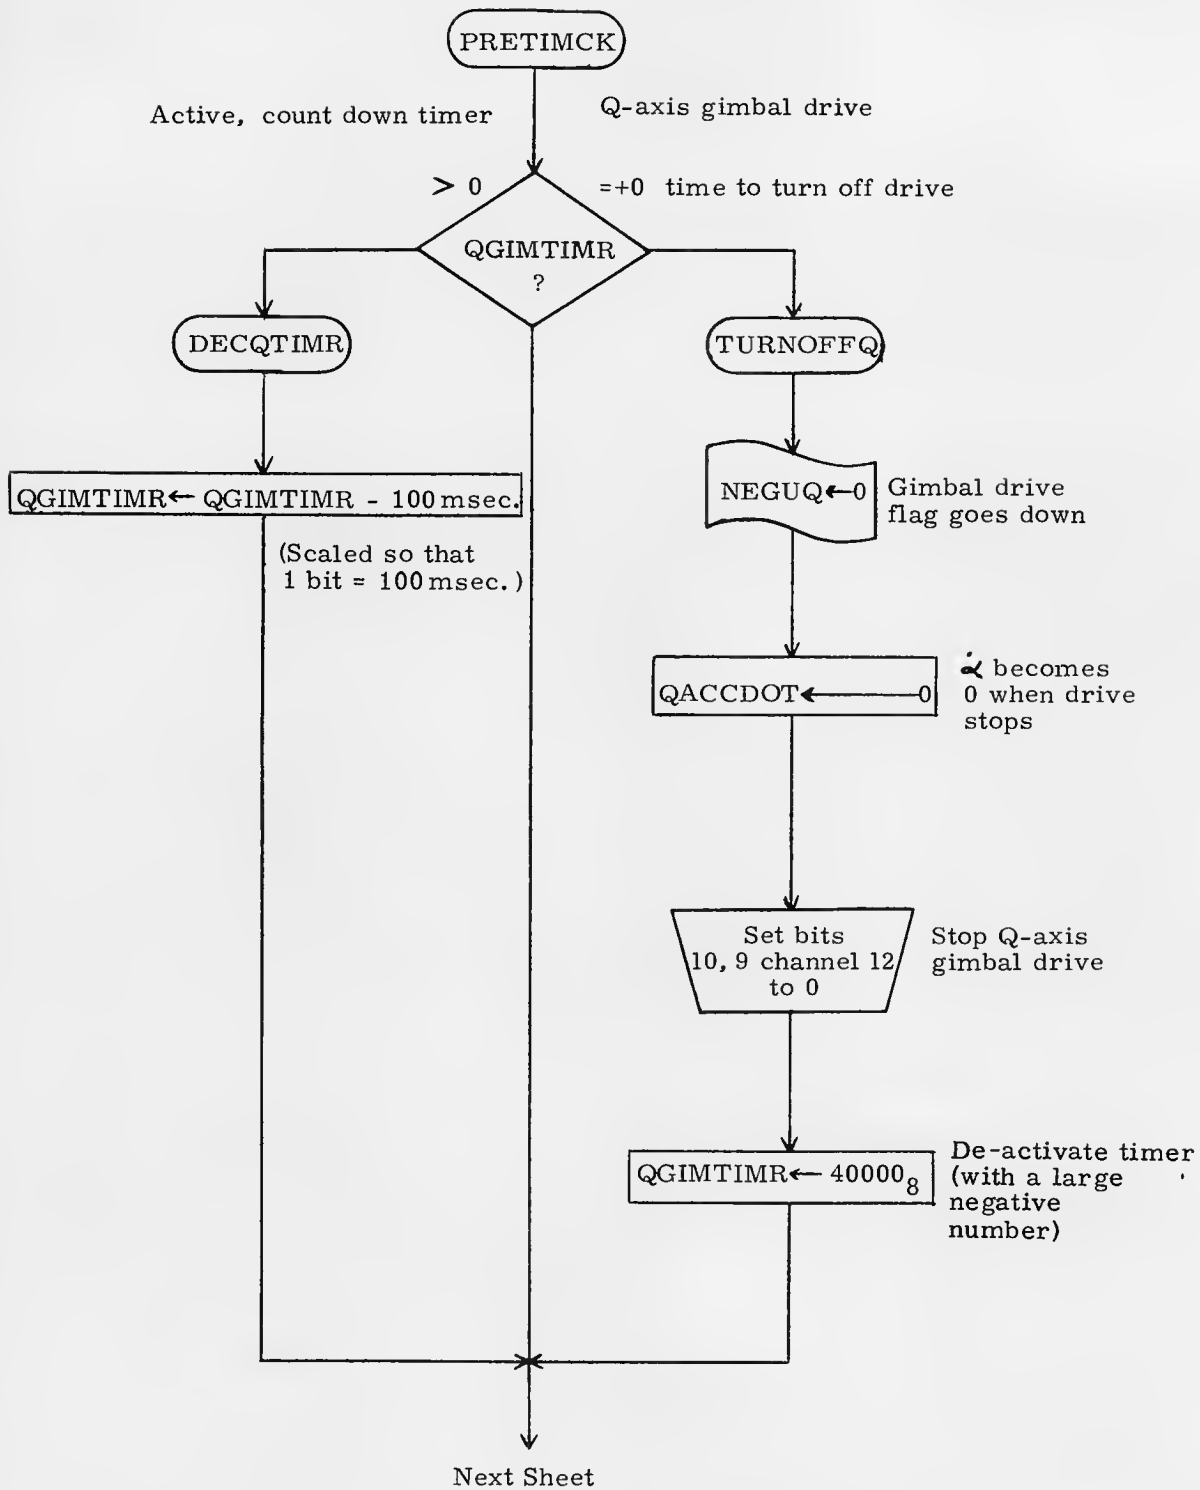 PRETIMCK
Active, count down timer
Q-axis gimbal drive
> 0
=+0 time to turn off drive
QGIMTIMR
?
DECQTIMR
TURNOFFQ
QGIMTIMR← QGIMTIMR - 100 msec.
(Scaled so that
1 bit = 100 msec.)
NEGUQ←0
Gimbal drive
flag goes down
QACCDOT←0
α̇ becomes
0 when drive
stops
Set bits
10, 9 channel 12
to 0
Stop Q-axis
gimbal drive
QGIMTIMR← 40000₈
De-activate timer
(with a large
negative
number)
Next Sheet